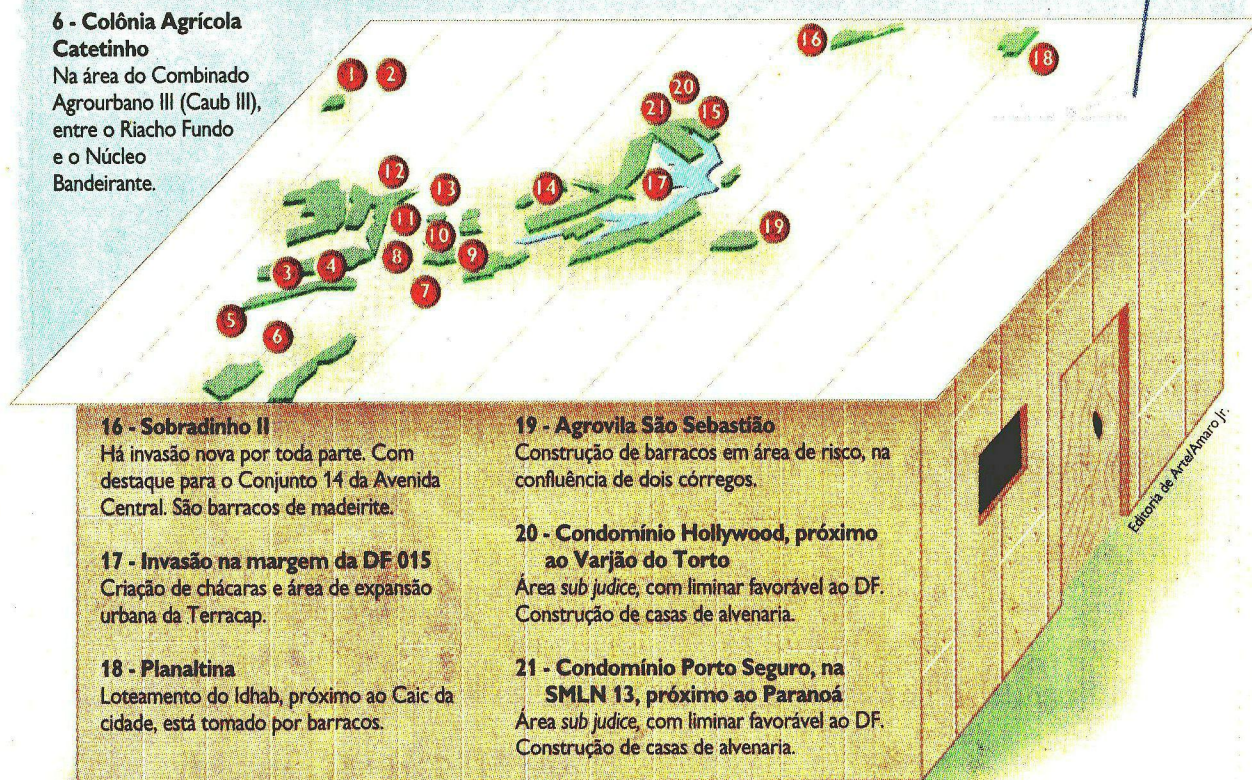 6 - Colônia Agrícola
Catetinho
Na área do Combinado
Agrourbano III (Caub III),
entre o Riacho Fundo
e o Núcleo
Bandeirante.
1
2
16
18
20
21
15
12
13
14
17
11
10
19
3
4
8
9
7
5
6
16 - Sobradinho II
Há invasão nova por toda parte. Com
destaque para o Conjunto 14 da Avenida
Central. São barracos de madeirite.
17 - Invasão na margem da DF 015
Criação de chácaras e área de expansão
urbana da Terracap.
18 - Planaltina
Loteamento do Idhab, próximo ao Caic da
cidade, está tomado por barracos.
19 - Agrovila São Sebastião
Construção de barracos em área de risco, na
confluência de dois córregos.
20 - Condomínio Hollywood, próximo
ao Varjão do Torto
Área sub judice, com liminar favorável ao DF.
Construção de casas de alvenaria.
21 - Condomínio Porto Seguro, na
SMLN 13, próximo ao Paranoá
Área sub judice, com liminar favorável ao DF.
Construção de casas de alvenaria.
Editoria de Arte/Amaro Jr.